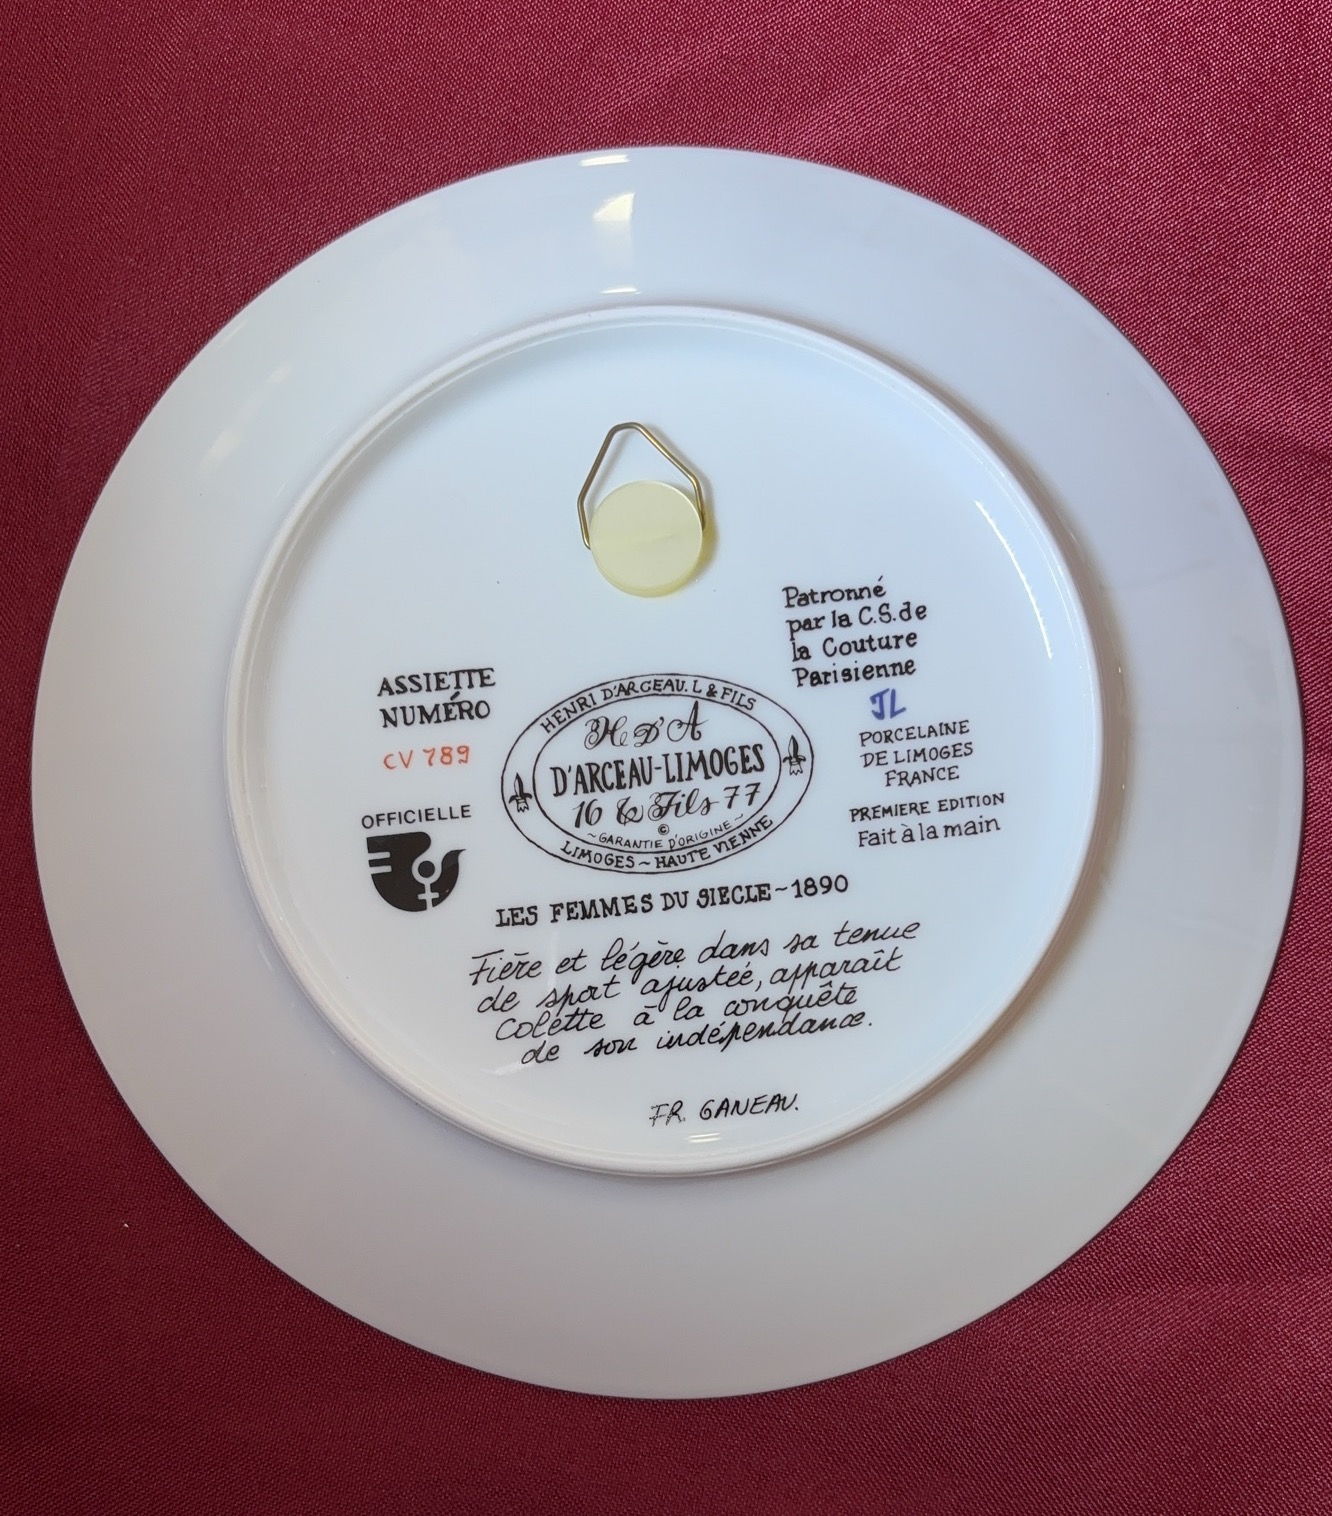 Patronné
par la C.S. de
la Couture
Parisienne
JL
PORCELAINE
DE LIMOGES
FRANCE
PREMIERE EDITION
Fait à la main
ASSIETTE
NUMÉRO
CV 789
OFFICIELLE
HENRI D'ARCEAU. L & FILS
H D'A
D'ARCEAU-LIMOGES
16 & Fils 77
©
~GARANTIE D'ORIGINE~
LIMOGES ~ HAUTE VIENNE
LES FEMMES DU SIECLE ~ 1890
Fière et légère dans sa tenue
de sport ajustée, apparaît
Colette à la conquête
de son indépendance.
FR. GANEAU.